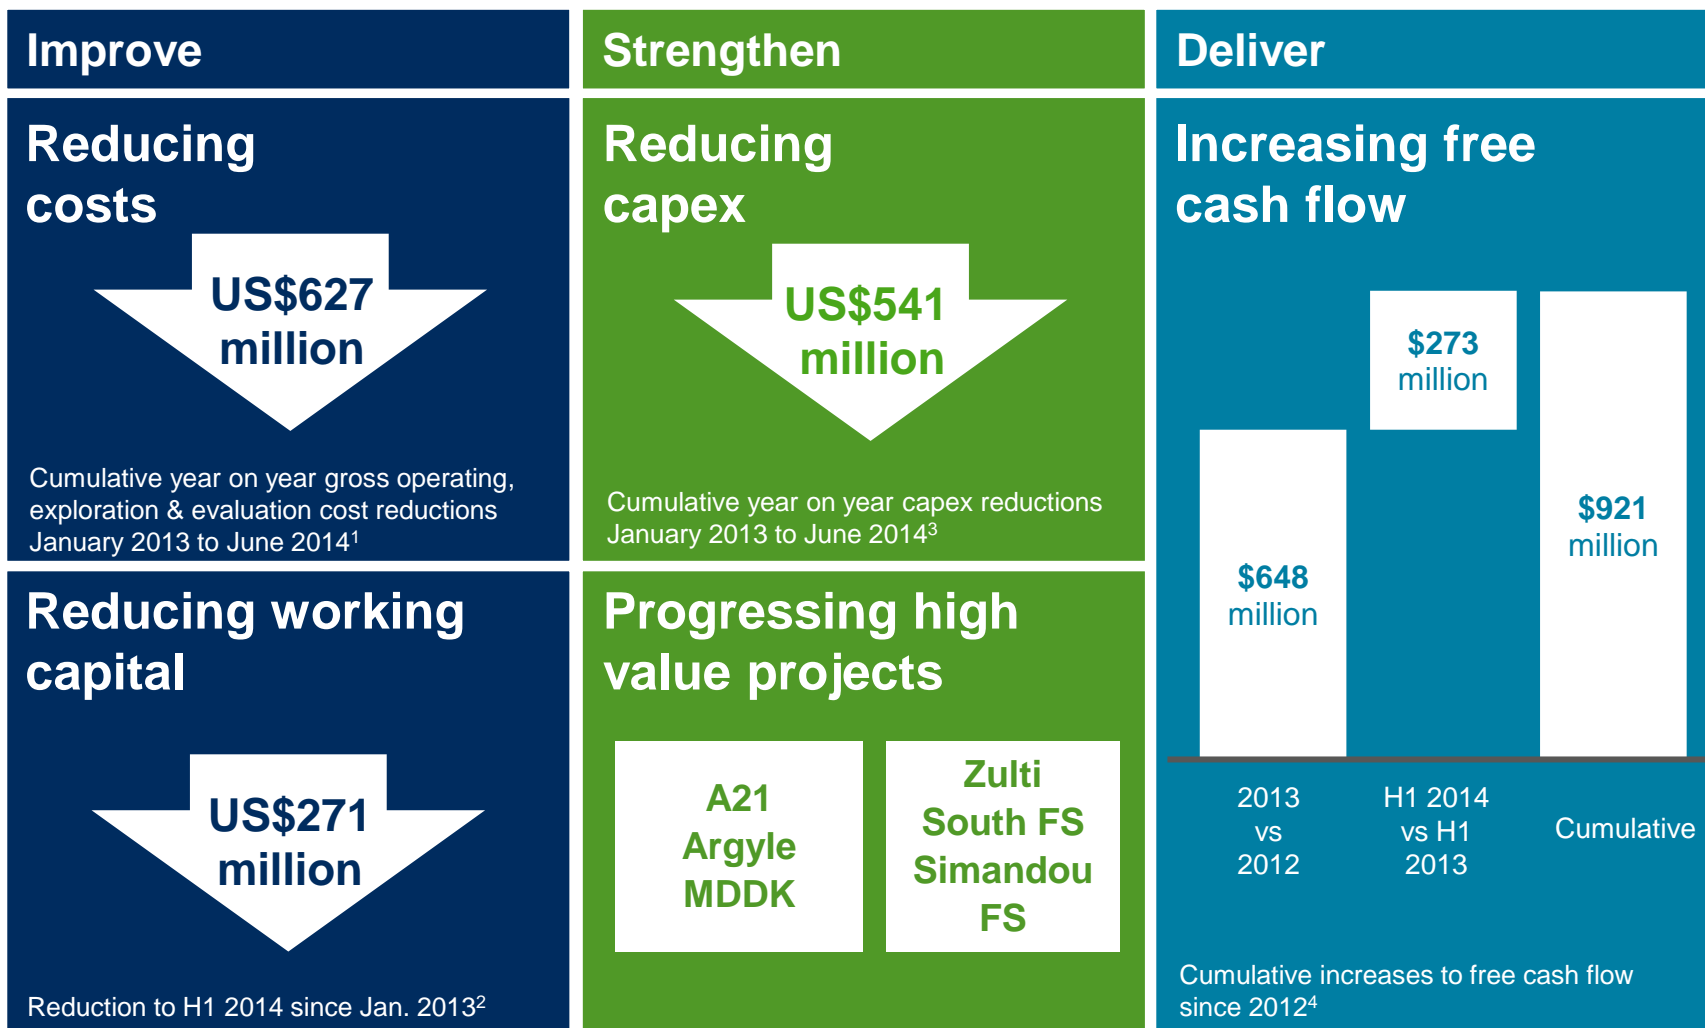 Improve
Reducing
costs
US$627
million
Cumulative year on year gross operating,
exploration & evaluation cost reductions
January 2013 to June 2014¹
Reducing working
capital
US$271
million
Reduction to H1 2014 since Jan. 2013²
Strengthen
Reducing
capex
US$541
million
Cumulative year on year capex reductions
January 2013 to June 2014³
Progressing high
value projects
A21
Argyle
MDDK
Zulti
South FS
Simandou
FS
Deliver
Increasing free
cash flow
$648
million
$273
million
$921
million
2013
vs
2012
H1 2014
vs H1
2013
Cumulative
Cumulative increases to free cash flow
since 2012⁴